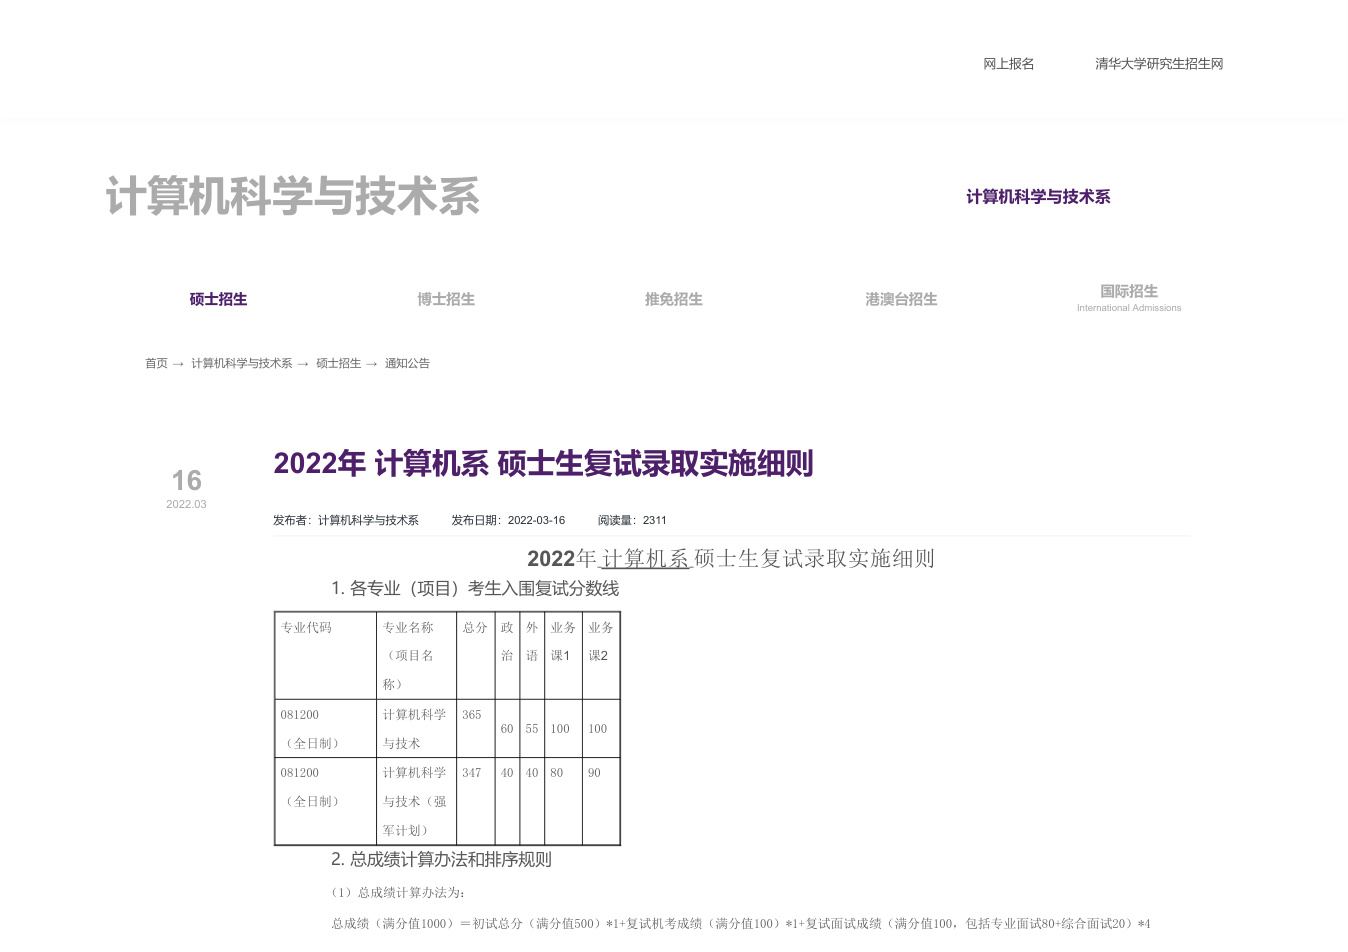 网上报名 清华大学研究生招生网
计算机科学与技术系 计算机科学与技术系
硕士招生 博士招生 推免招生 港澳台招生 国际招生
International Admissions
首页 → 计算机科学与技术系 → 硕士招生 → 通知公告
2022年 计算机系 硕士生复试录取实施细则
16
2022.03
发布者：计算机科学与技术系 发布日期：2022-03-16 阅读量：2311
2022年 计算机系 硕士生复试录取实施细则
1. 各专业（项目）考生入围复试分数线
专业代码 专业名称 总分 政 外 业务 业务
（项目名 治 语 课1 课2
称）
081200 计算机科学 365
60 55 100 100
（全日制） 与技术
081200 计算机科学 347 40 40 80 90
（全日制） 与技术（强
军计划）
2. 总成绩计算办法和排序规则
（1）总成绩计算办法为：
总成绩（满分值1000）＝初试总分（满分值500）*1+复试机考成绩（满分值100）*1+复试面试成绩（满分值100，包括专业面试80+综合面试20）*4